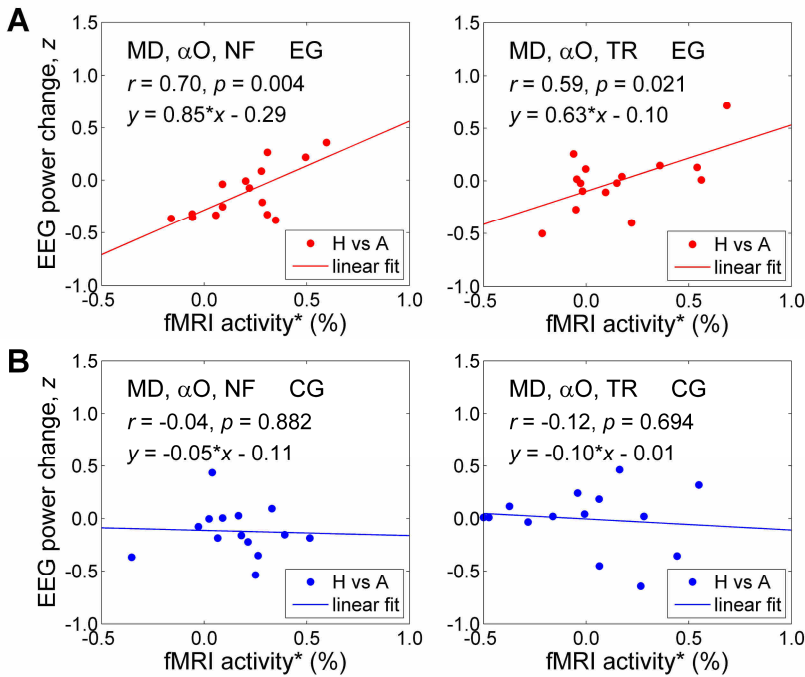 A
MD, αO, NF EG
r = 0.70, p = 0.004
y = 0.85*x - 0.29
EEG power change, z
1.5
1.0
0.5
0.0
-0.5
-1.0
-0.5
0.0
0.5
1.0
fMRI activity* (%)
H vs A
linear fit
MD, αO, TR EG
r = 0.59, p = 0.021
y = 0.63*x - 0.10
1.5
1.0
0.5
0.0
-0.5
-1.0
-0.5
0.0
0.5
1.0
fMRI activity* (%)
H vs A
linear fit
B
MD, αO, NF CG
r = -0.04, p = 0.882
y = -0.05*x - 0.11
EEG power change, z
1.5
1.0
0.5
0.0
-0.5
-1.0
-0.5
0.0
0.5
1.0
fMRI activity* (%)
H vs A
linear fit
MD, αO, TR CG
r = -0.12, p = 0.694
y = -0.10*x - 0.01
1.5
1.0
0.5
0.0
-0.5
-1.0
-0.5
0.0
0.5
1.0
fMRI activity* (%)
H vs A
linear fit